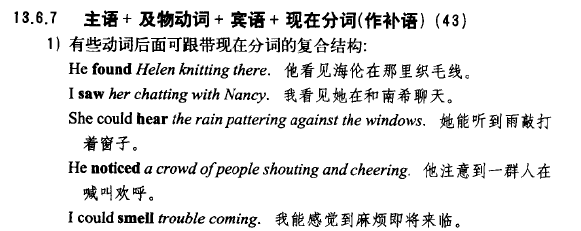 13.6.7 主语 + 及物动词 + 宾语 + 现在分词(作补语) (43)
1) 有些动词后面可跟带现在分词的复合结构:
He found Helen knitting there. 他看见海伦在那里织毛线。
I saw her chatting with Nancy. 我看见她在和南希聊天。
She could hear the rain pattering against the windows. 她能听到雨敲打
着窗子。
He noticed a crowd of people shouting and cheering. 他注意到一群人在
喊叫欢呼。
I could smell trouble coming. 我能感觉到麻烦即将来临。